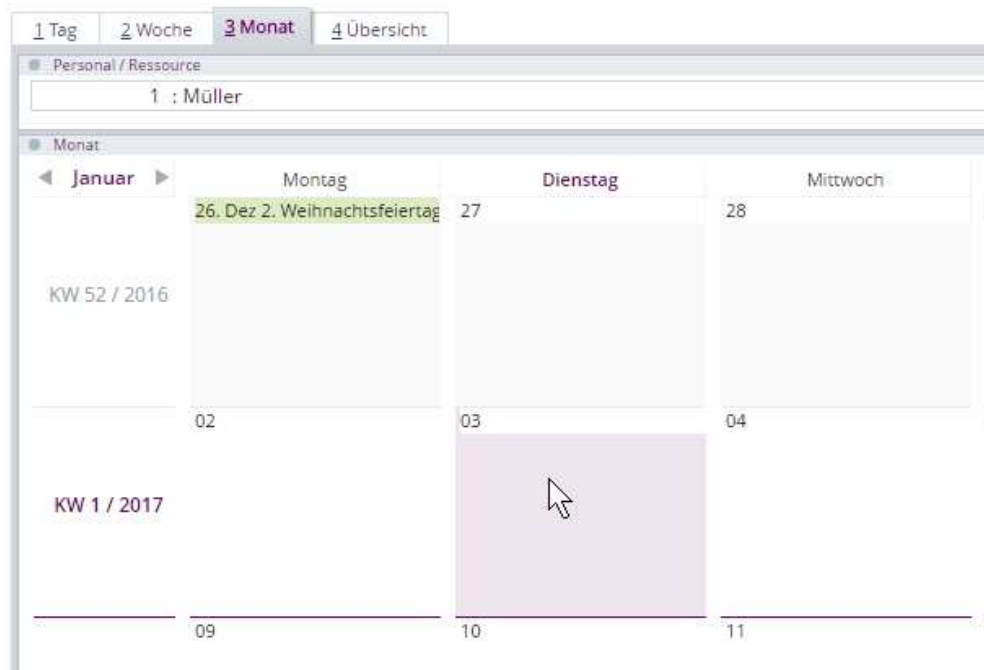 1 Tag 2 Woche 3 Monat 4 Übersicht
Personal / Ressource
1 : Müller
Monat
Januar Montag Dienstag Mittwoch
26. Dez 2. Weihnachtsfeiertag 27 28
KW 52 / 2016
02 03 04
KW 1 / 2017
09 10 11